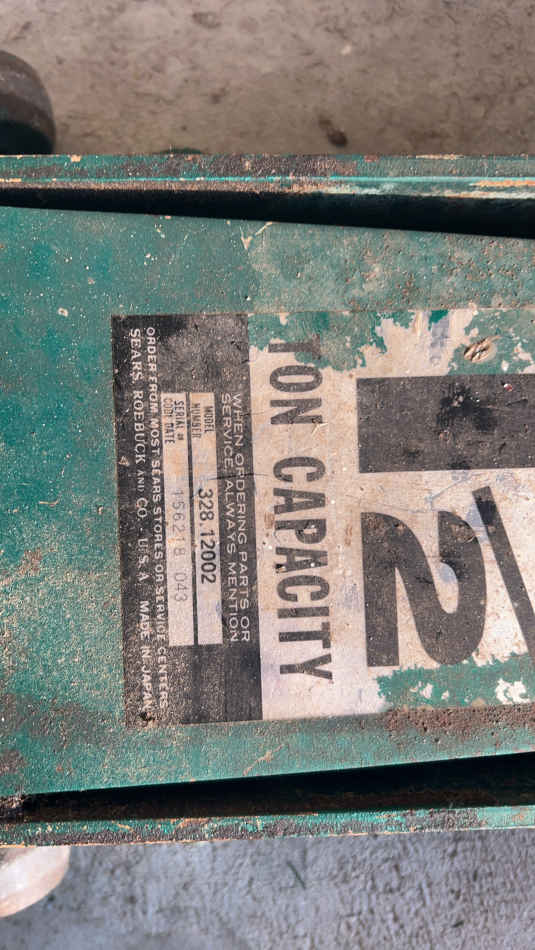 1/2
TON CAPACITY
WHEN ORDERING PARTS OR
SERVICE, ALWAYS MENTION
MODEL NUMBER 328.12002
SERIAL # CODE DATE 156218 043
ORDER FROM MOST SEARS STORES OR SERVICE CENTERS
SEARS, ROEBUCK AND CO. U.S.A. MADE IN JAPAN